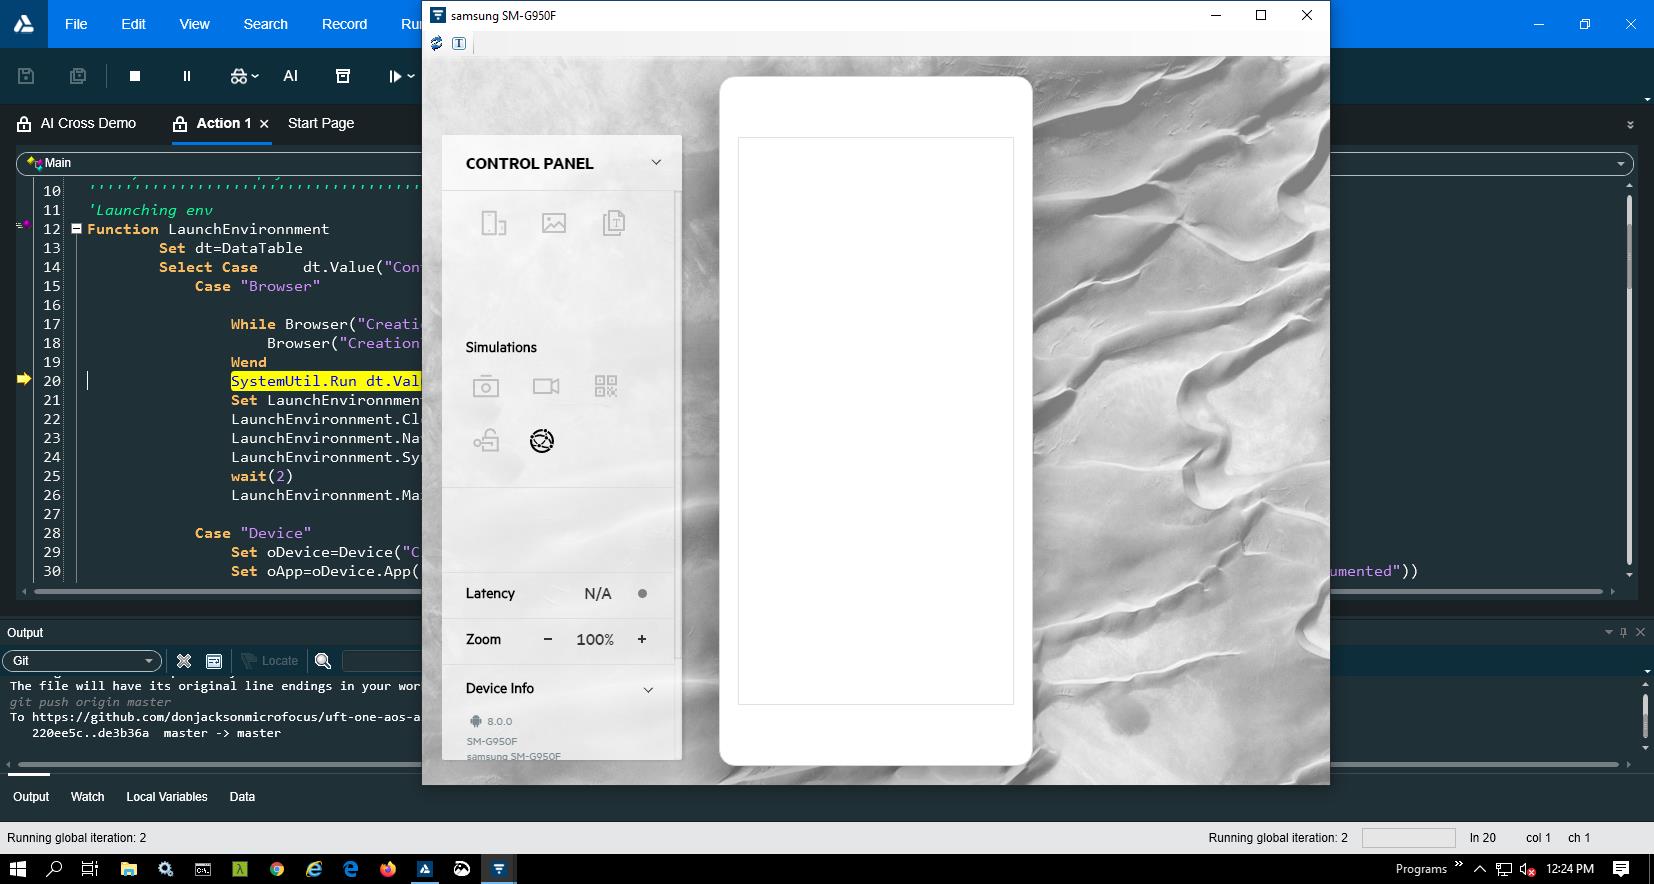 samsung SM-G950F
File Edit View Search Record
T
AI
AI Cross Demo Action 1 × Start Page
Main
CONTROL PANEL
10 ''''''''''''''''''''''''''''''''''''
11 'Launching env
12 Function LaunchEnvironnment
13 Set dt=DataTable
14 Select Case dt.Value("Con
15 Case "Browser"
16
17 While Browser("Creatio
18 Browser("Creation
19 Wend
20 SystemUtil.Run dt.Val
21 Set LaunchEnvironnment
22 LaunchEnvironnment.Cl
23 LaunchEnvironnment.Na
24 LaunchEnvironnment.Sy
25 wait(2)
26 LaunchEnvironnment.Ma
27
28 Case "Device"
29 Set oDevice=Device("C
30 Set oApp=oDevice.App( umented"))
Simulations
Latency N/A
Zoom − 100% +
Device Info
8.0.0
SM-G950F
samsung SM-G950F
Output
Git Locate
The file will have its original line endings in your wor
git push origin master
To https://github.com/donjacksonmicrofocus/uft-one-aos-a
220ee5c..de3b36a master -> master
Output Watch Local Variables Data
Running global iteration: 2 Running global iteration: 2 ln 20 col 1 ch 1
Programs » 12:24 PM